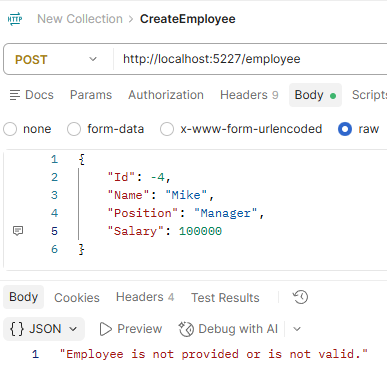 HTTP New Collection > CreateEmployee
POST http://localhost:5227/employee
Docs Params Authorization Headers 9 Body Scripts
none form-data x-www-form-urlencoded raw
1 {
2 "Id": -4,
3 "Name": "Mike",
4 "Position": "Manager",
5 "Salary": 100000
6 }
Body Cookies Headers 4 Test Results
{} JSON Preview Debug with AI
1 "Employee is not provided or is not valid."